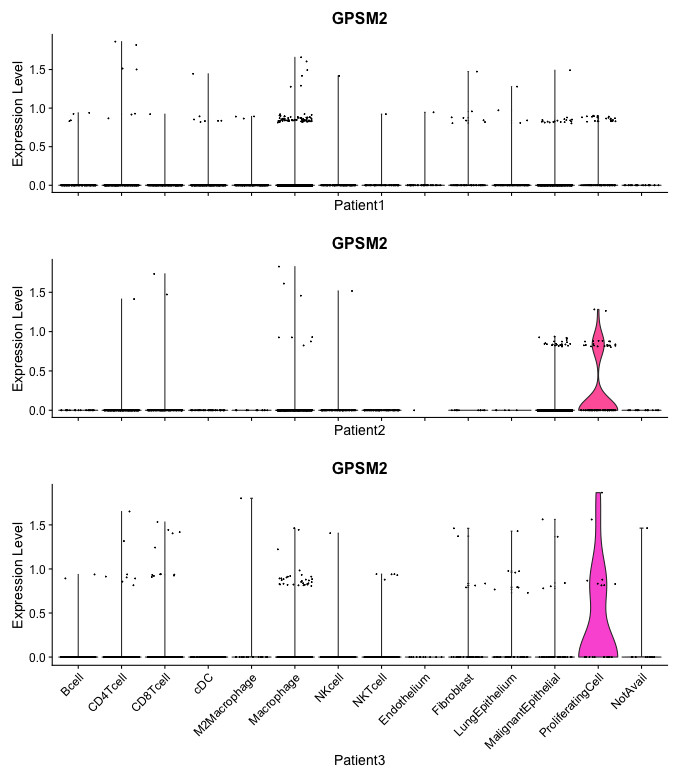 GPSM2
Expression Level
1.5
1.0
0.5
0.0
Patient1
GPSM2
Expression Level
1.5
1.0
0.5
0.0
Patient2
GPSM2
Expression Level
1.5
1.0
0.5
0.0
Bcell
CD4Tcell
CD8Tcell
cDC
M2Macrophage
Macrophage
NKcell
NKTcell
Endothelium
Fibroblast
LungEpithelium
MalignantEpithelial
ProliferatingCell
NotAvail
Patient3